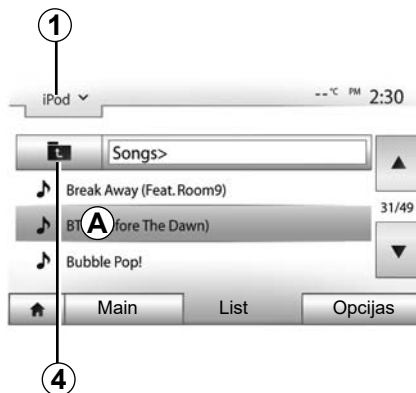 1
iPod --°C PM 2:30
Songs>
Break Away (Feat. Room9)
31/49
A fore The Dawn)
Bubble Pop!
Main List Opcijas
4